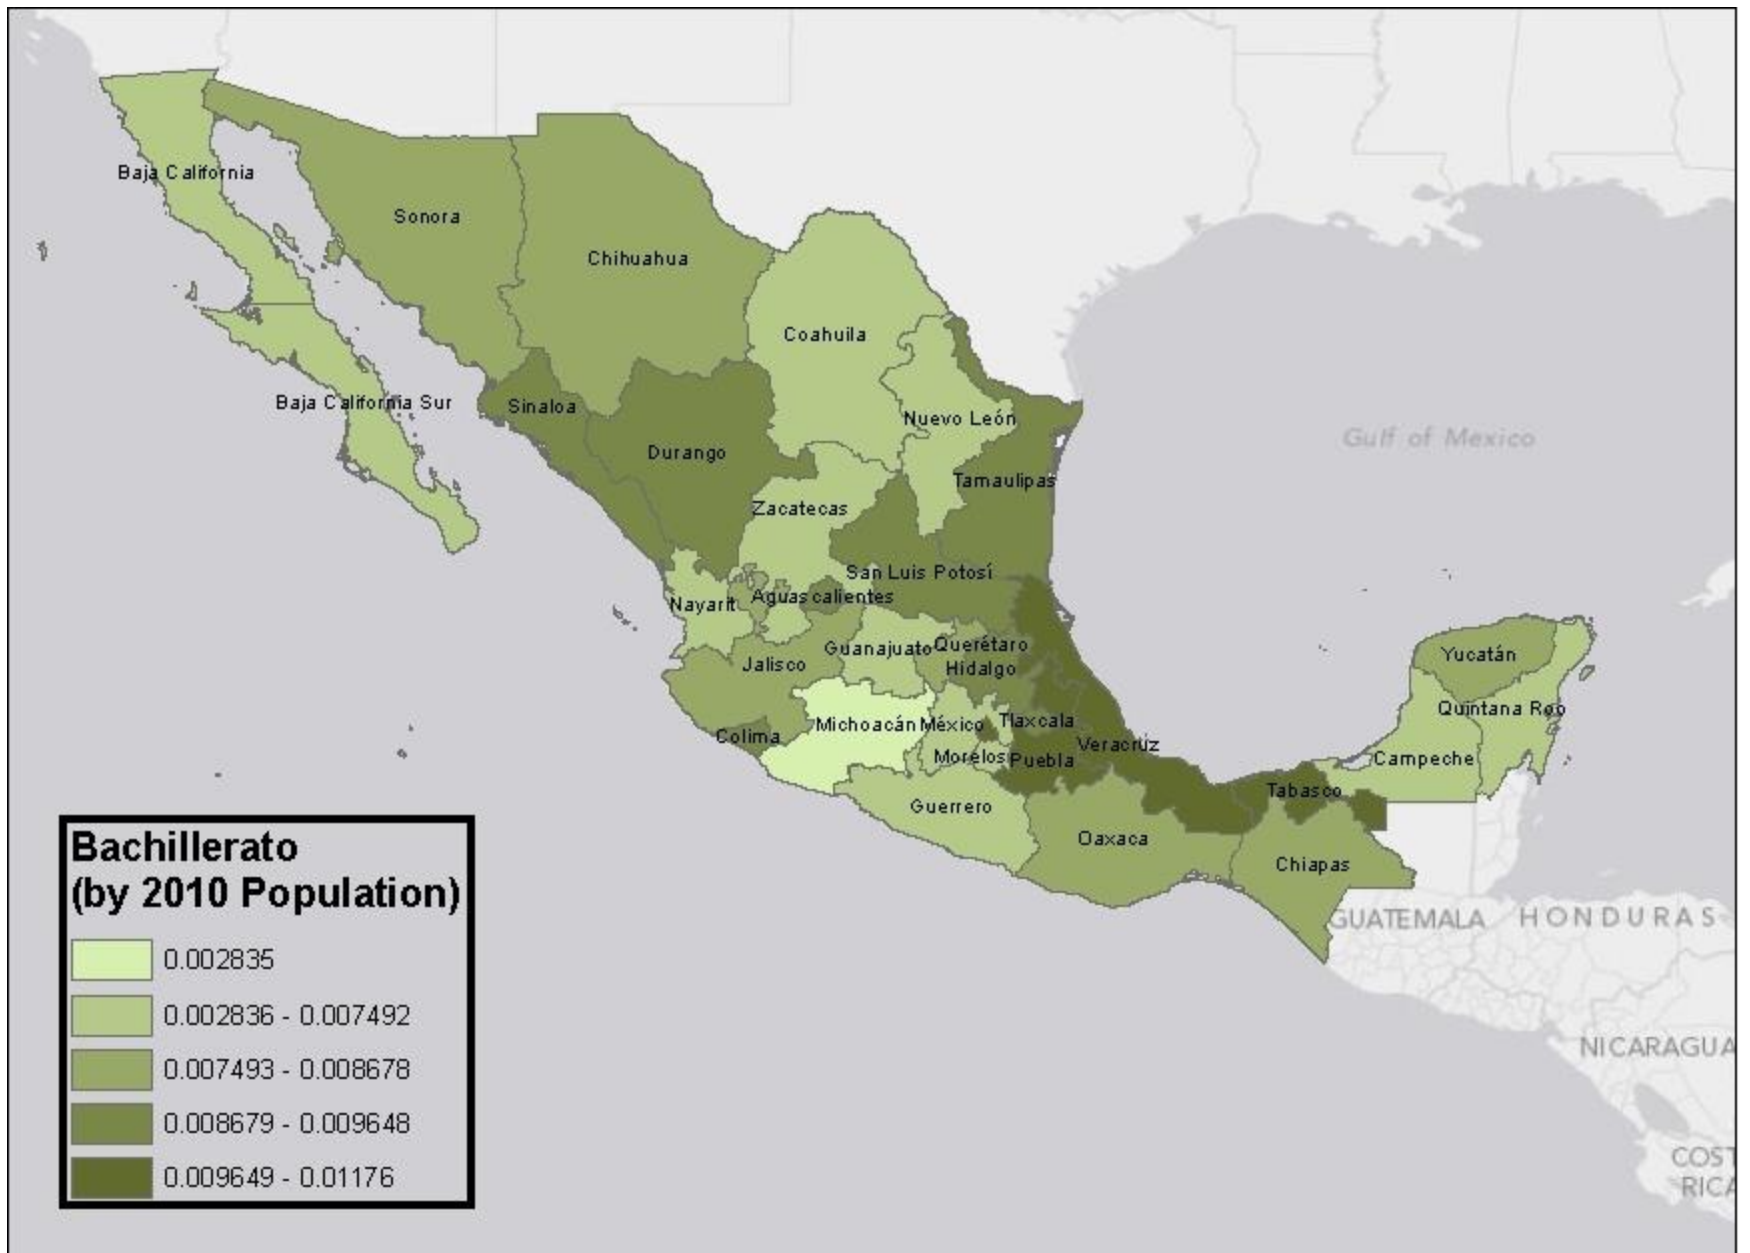 Baja California
Sonora
Chihuahua
Coahuila
Baja California Sur
Sinaloa
Nuevo León
Gulf of Mexico
Durango
Tamaulipas
Zacatecas
San Luis Potosí
Aguascalientes
Nayarit
Guanajuato
Querétaro
Yucatán
Jalisco
Hidalgo
Quintana Roo
Michoacán
México
Tlaxcala
Colima
Veracruz
Morelos
Puebla
Campeche
Tabasco
Guerrero
Oaxaca
Chiapas
GUATEMALA
HONDURAS
NICARAGUA
COST
RICA
Bachillerato
(by 2010 Population)
0.002835
0.002836 - 0.007492
0.007493 - 0.008678
0.008679 - 0.009648
0.009649 - 0.01176